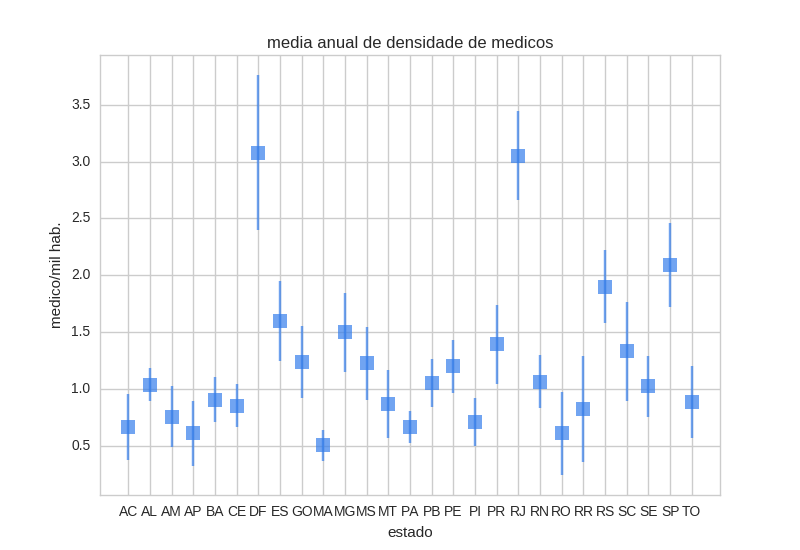 media anual de densidade de medicos
medico/mil hab.
3.5
3.0
2.5
2.0
1.5
1.0
0.5
AC AL AM AP BA CE DF ES GO MA MG MS MT PA PB PE PI PR RJ RN RO RR RS SC SE SP TO
estado